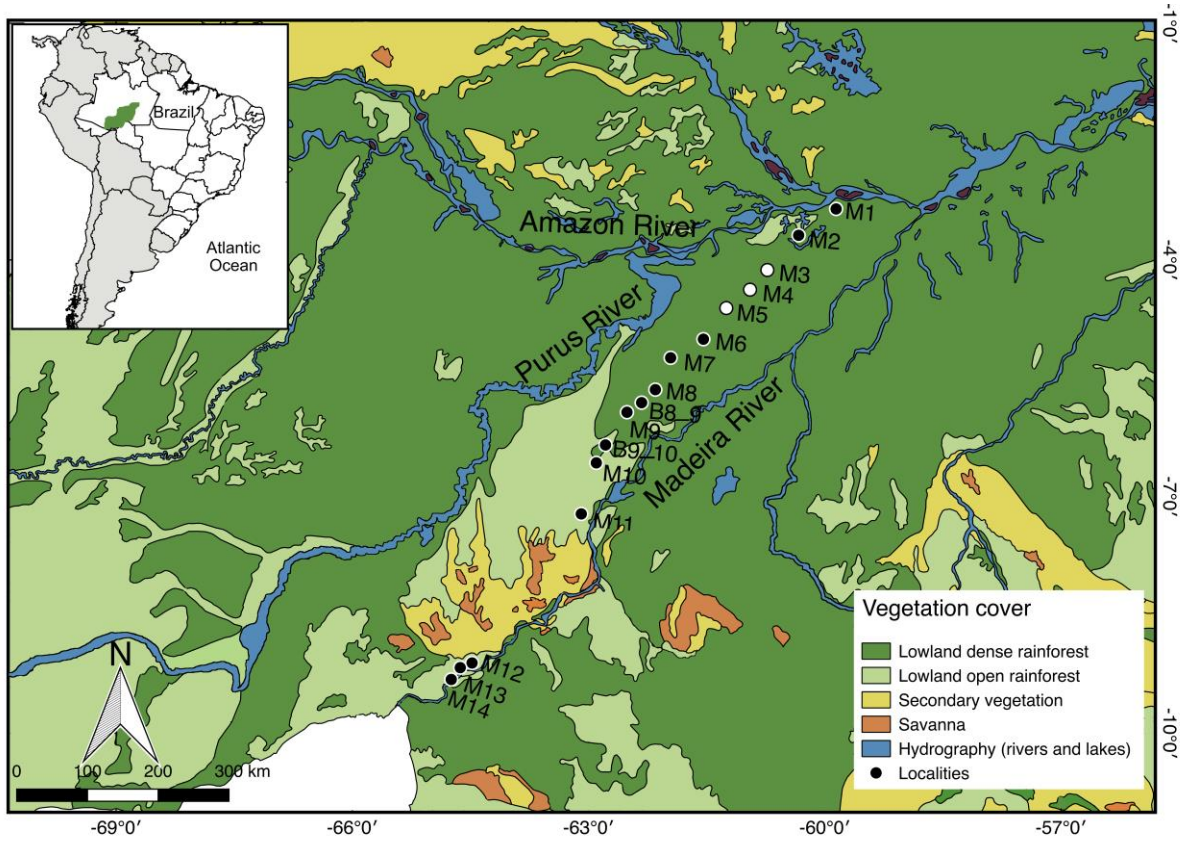 Brazil
Atlantic
Ocean
-1°0'
Amazon River
M1
M2
M3
-4°0'
M4
M5
Purus River
M6
M7
M8
B8_9
M9
Madeira River
B9_10
M10
-7°0'
M11
Vegetation cover
Lowland dense rainforest
Lowland open rainforest
Secondary vegetation
Savanna
Hydrography (rivers and lakes)
Localities
N
M12
M13
M14
-10°0'
0 100 200 300 km
-69°0' -66°0' -63°0' -60°0' -57°0'